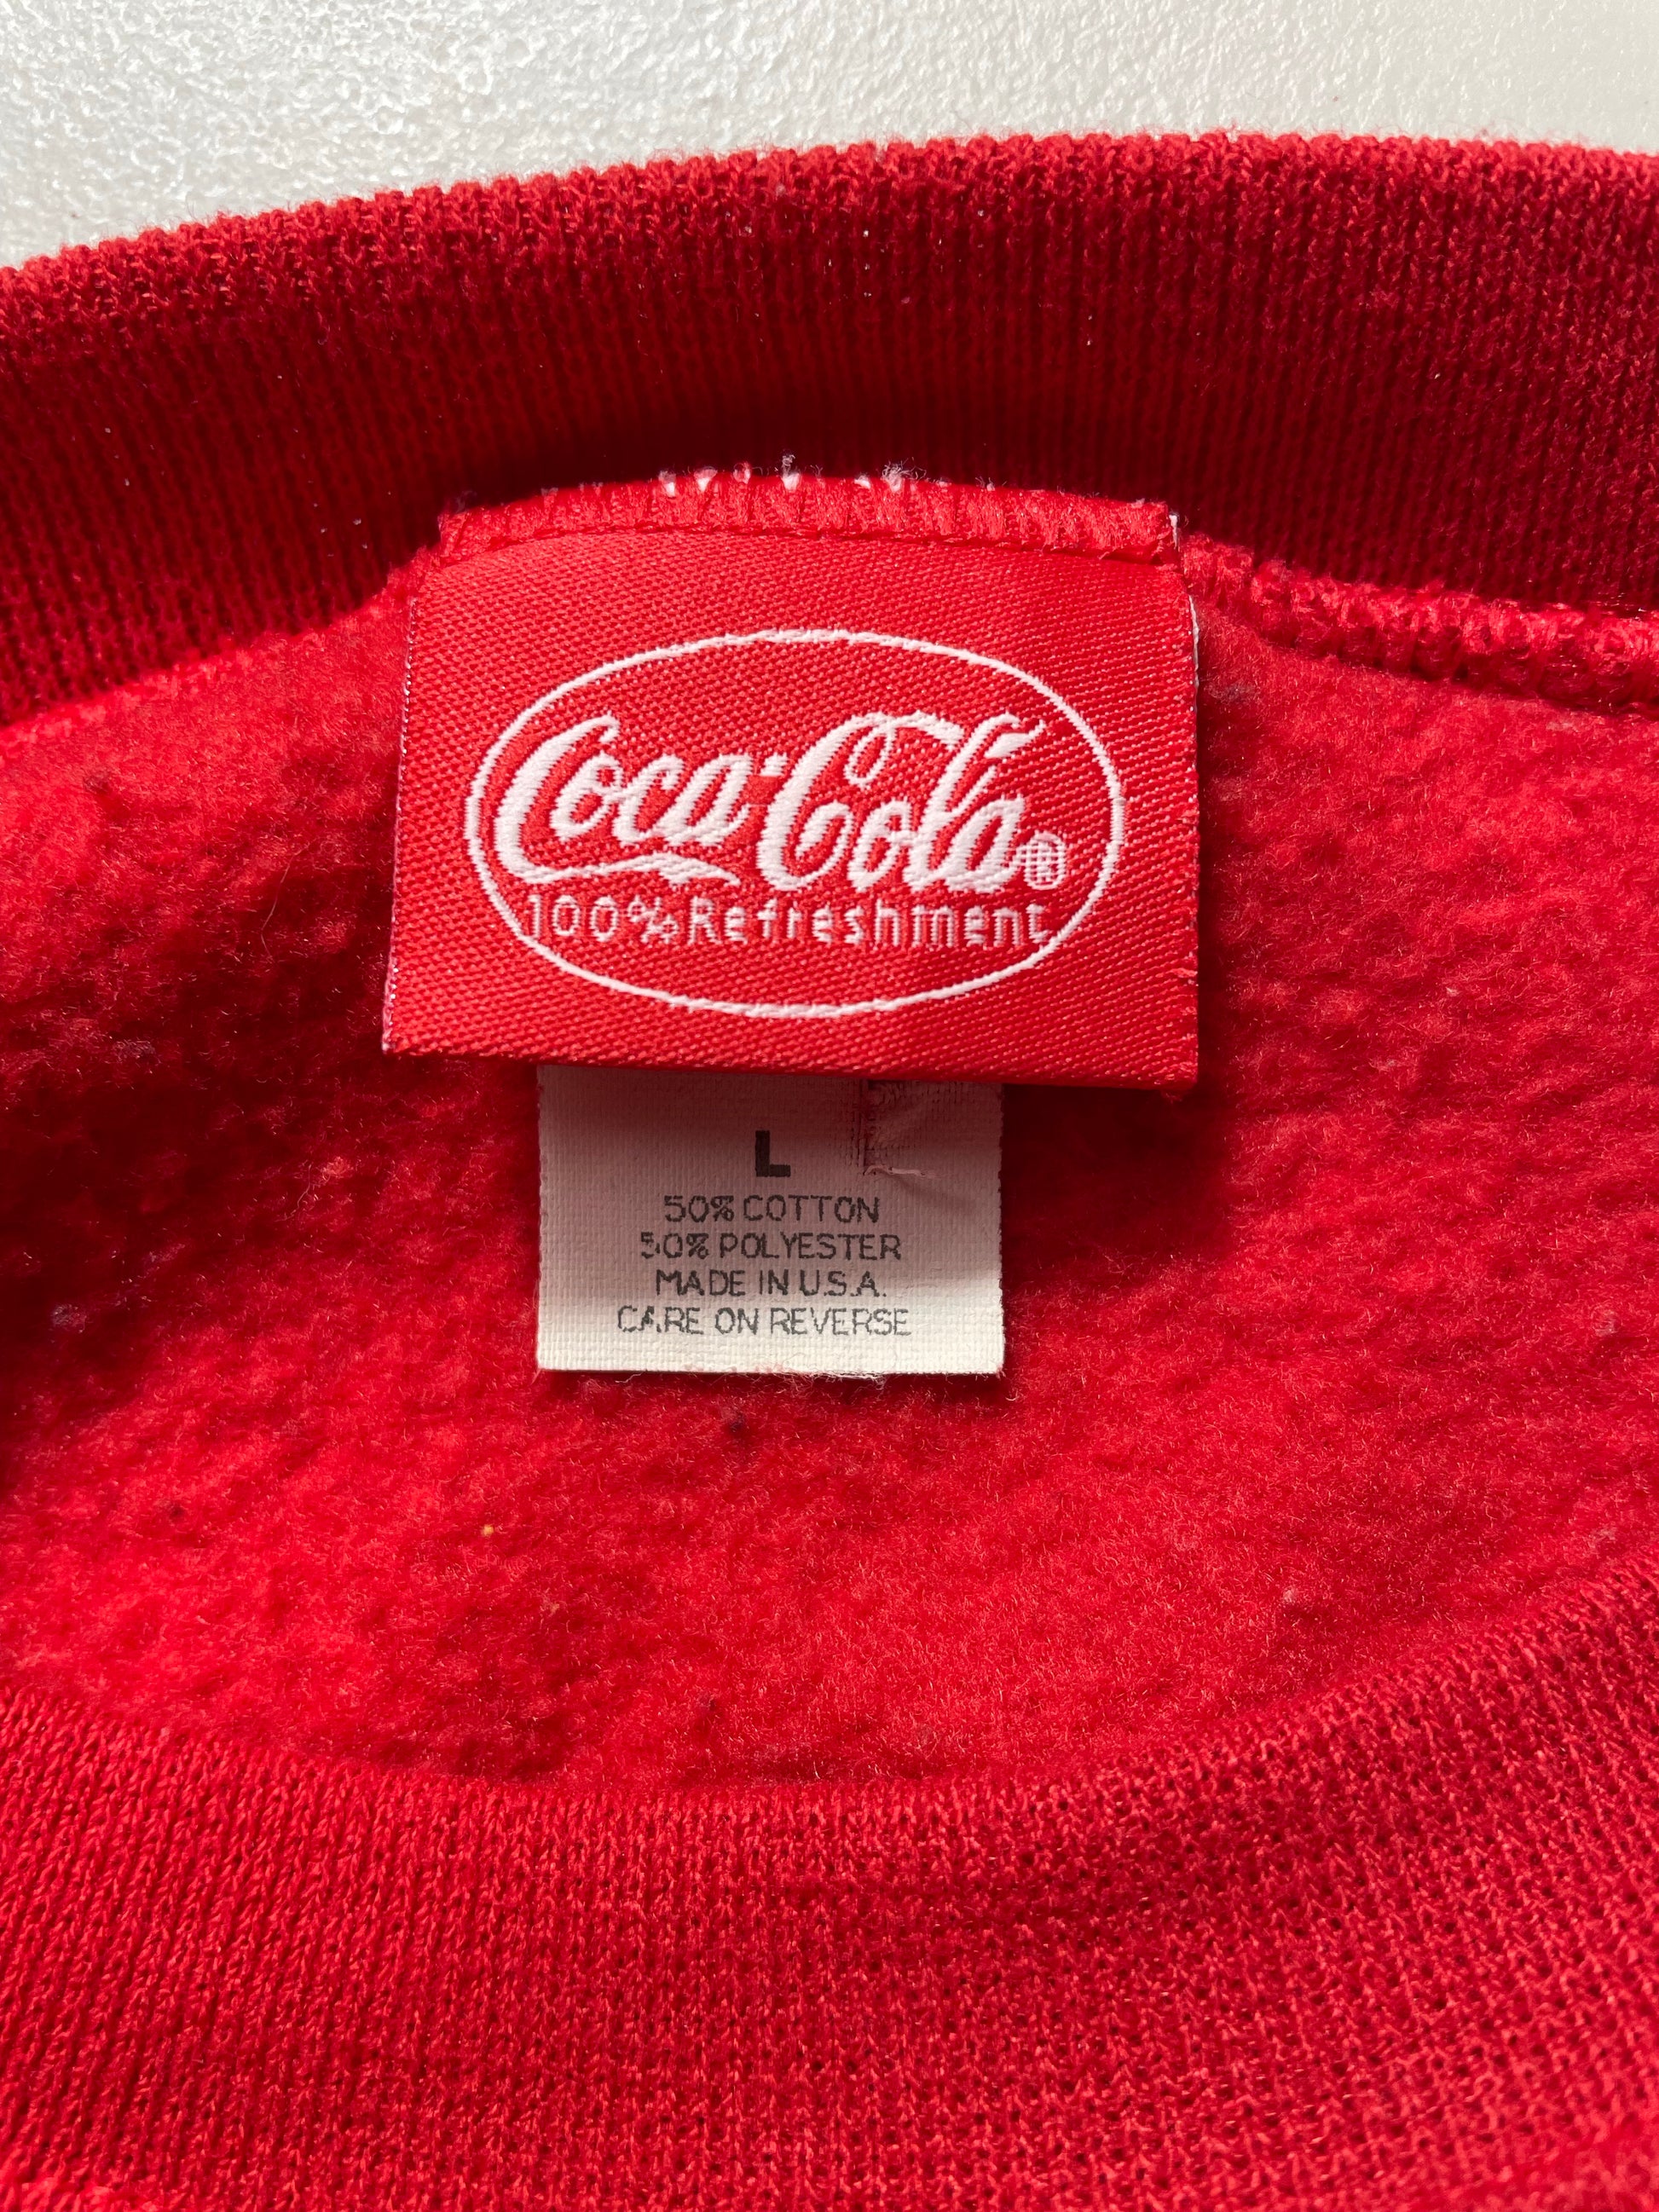 Coca-Cola®
100% Refreshment
L
50% COTTON
50% POLYESTER
MADE IN U.S.A.
CARE ON REVERSE